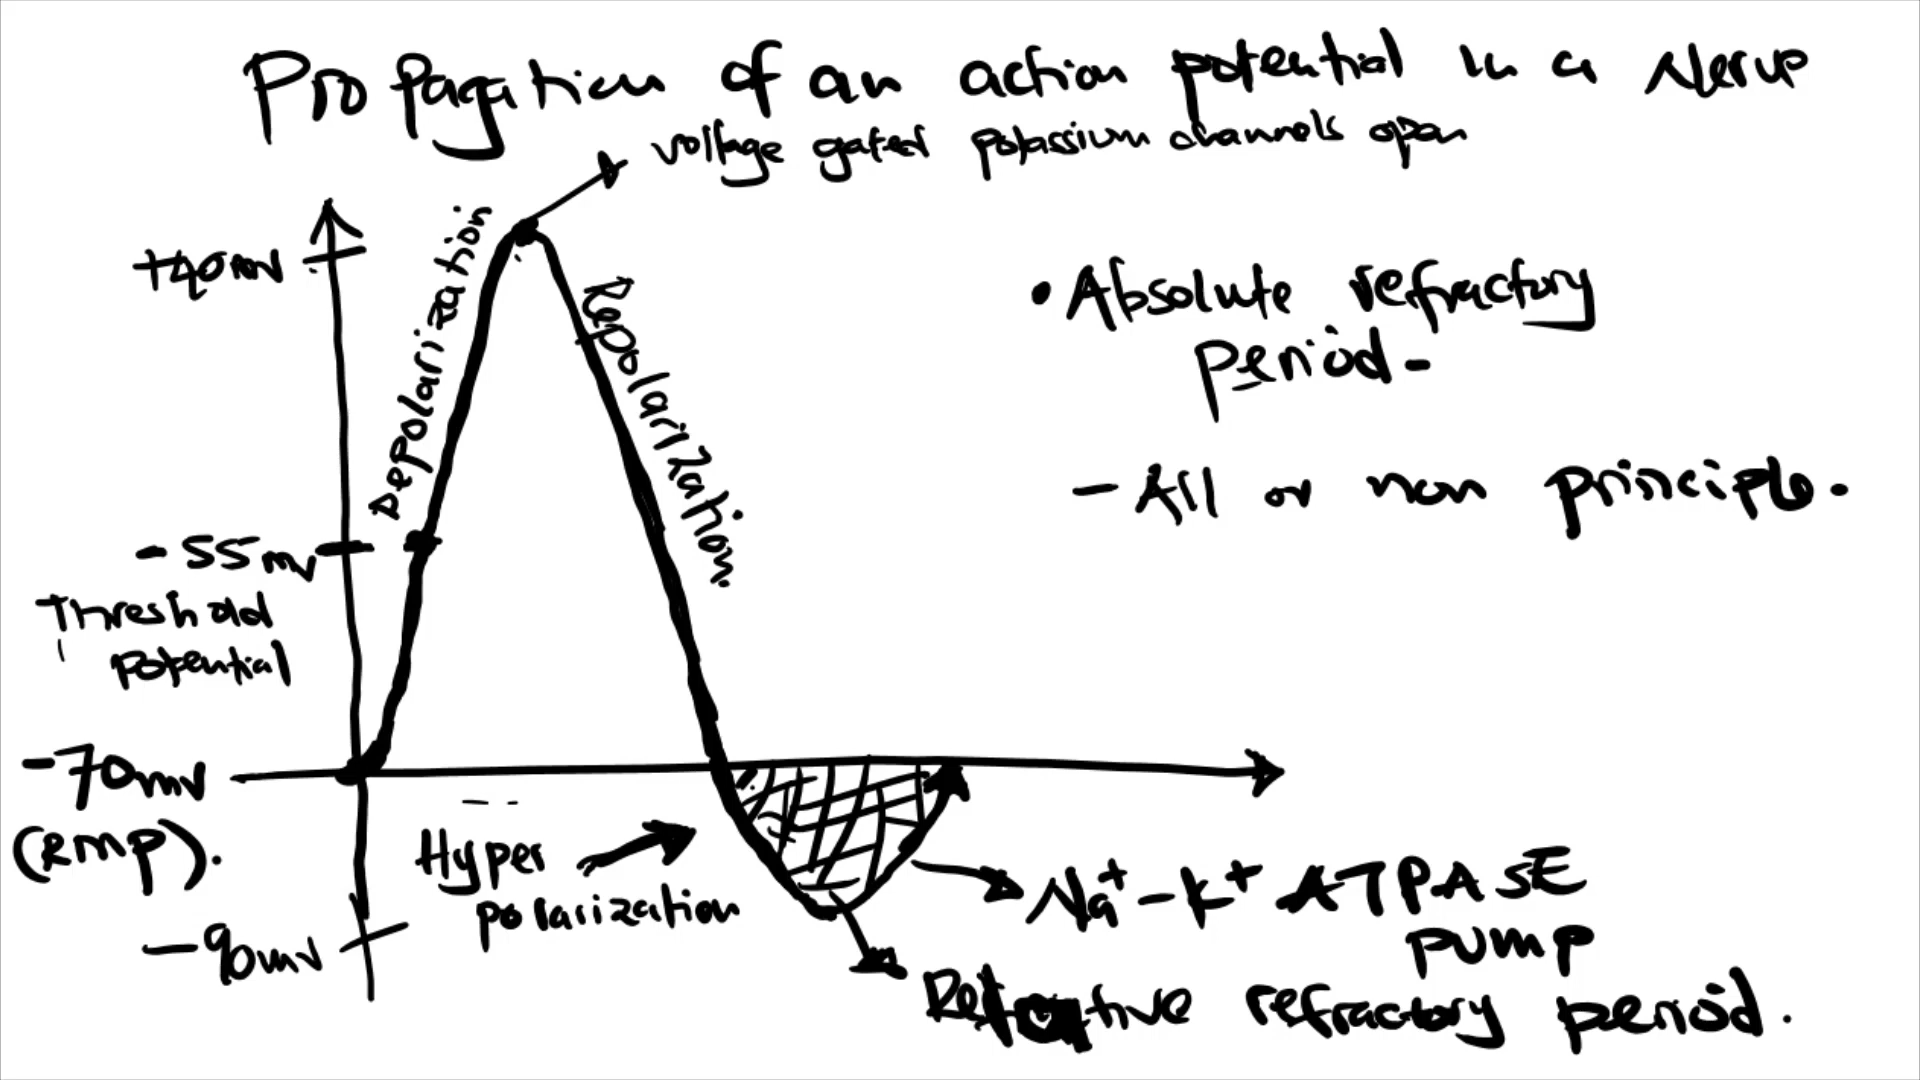 Propagation of an action potential in a Nerve
voltage gated potassium channels open
+40mv
Depolarization
Repolarization.
• Absolute refractory
period -
- All or non principle.
-55mv
Threshold
potential
-70mv
(RMP).
Hyper
polarization
-90mv
Na+-K+ ATPASE
PUMP
Relative refractory period.